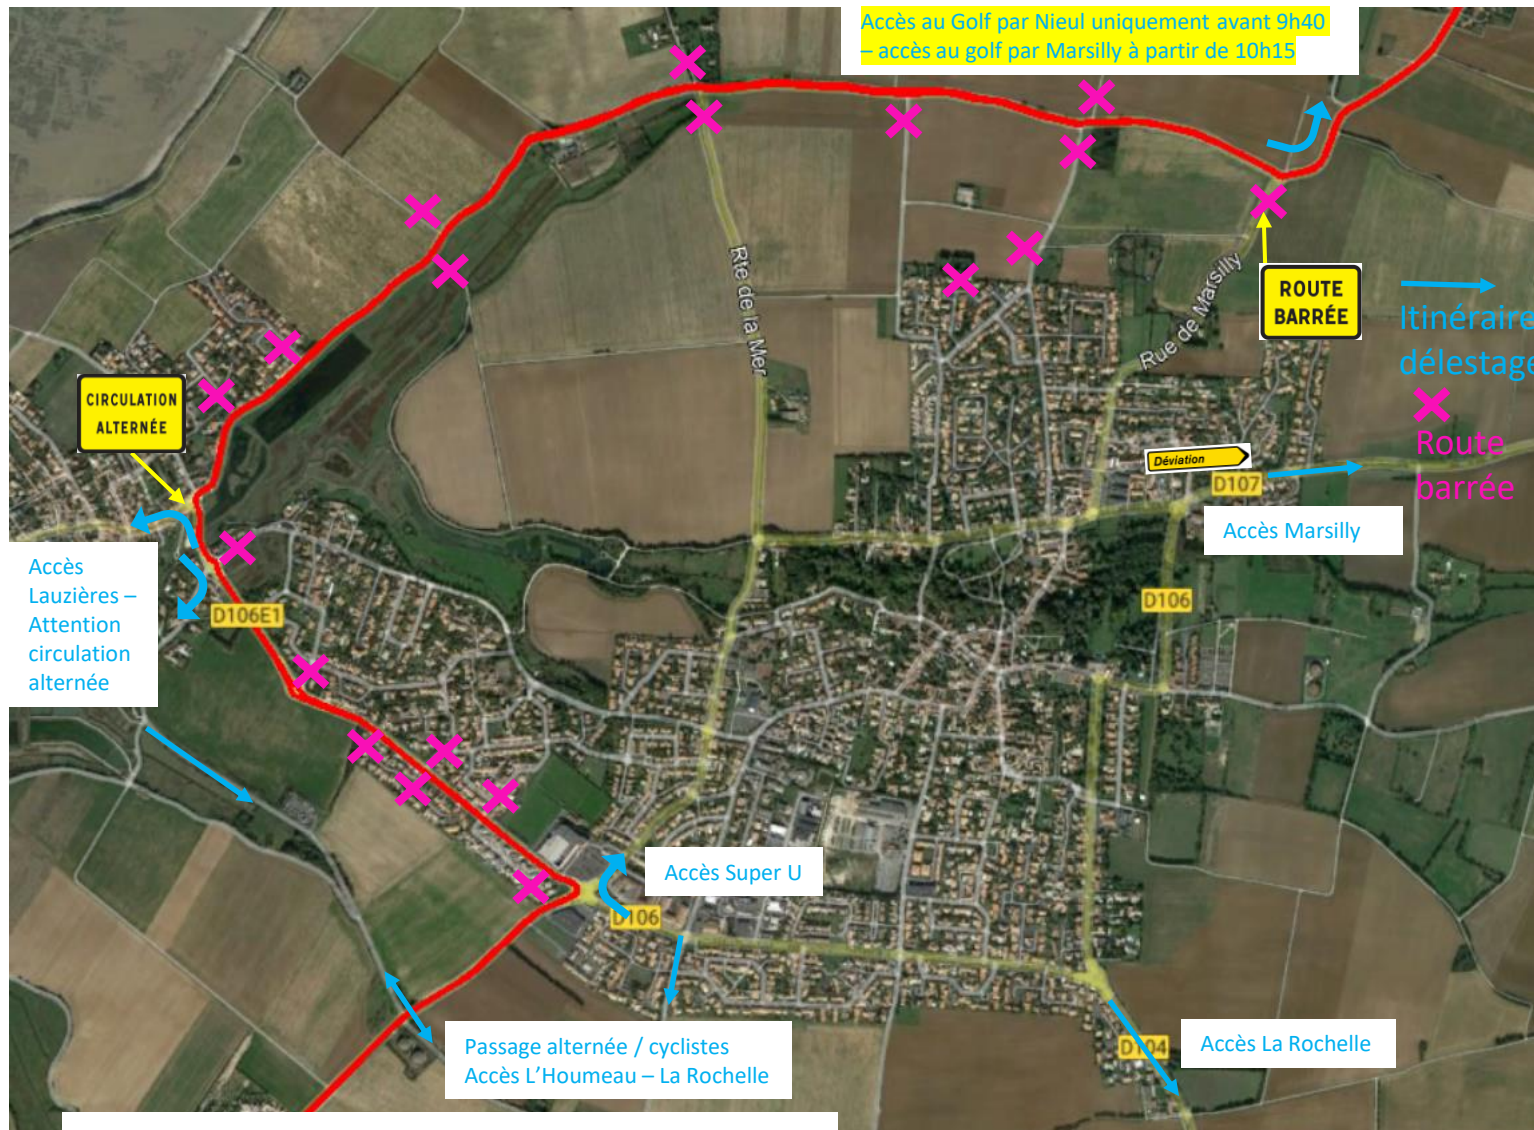 Accès au Golf par Nieul uniquement avant 9h40
– accès au golf par Marsilly à partir de 10h15
Rte de la Mer
Rue de Marsilly
ROUTE
BARRÉE
Itinéraire
délestage
Route
barrée
CIRCULATION
ALTERNÉE
Déviation
D107
Accès Marsilly
Accès
Lauzières –
Attention
circulation
alternée
D106E1
D106
Accès Super U
D106
Passage alternée / cyclistes
Accès L'Houmeau – La Rochelle
D104
Accès La Rochelle